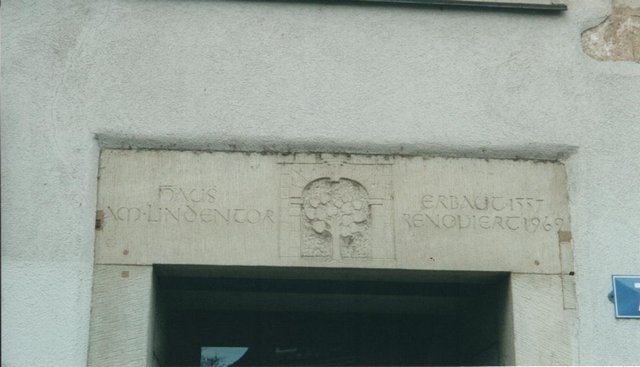 HAUS
AM·LINDENTOR
ERBAUT·1557
RENOVIERT·1969